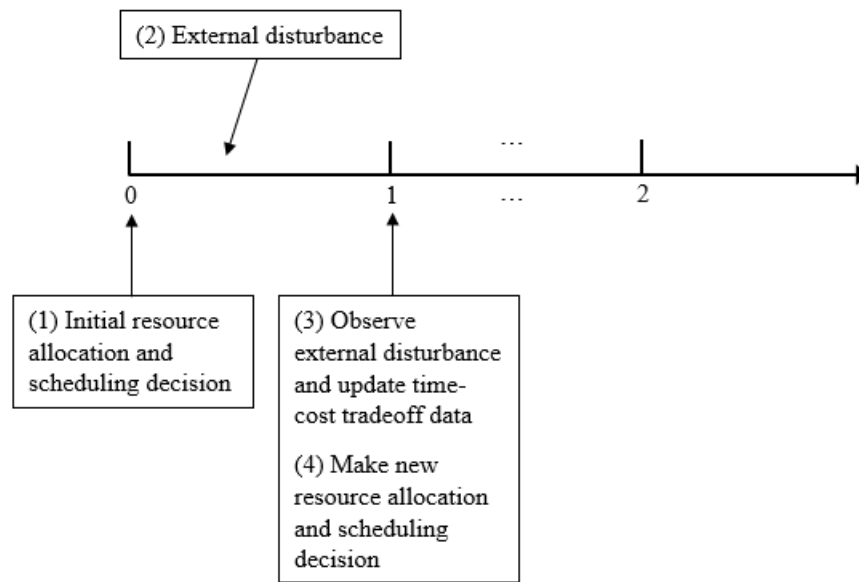 (2) External disturbance
...
0
1
...
2
(1) Initial resource
allocation and
scheduling decision
(3) Observe
external disturbance
and update time-
cost tradeoff data
(4) Make new
resource allocation
and scheduling
decision